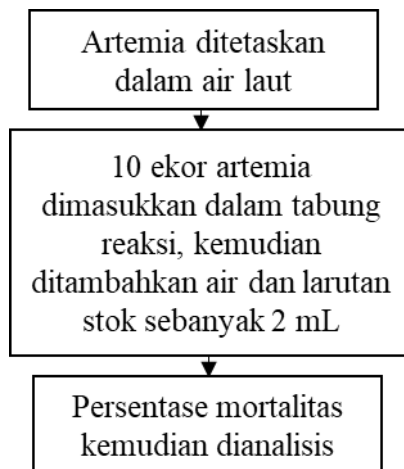 Artemia ditetaskan
dalam air laut
10 ekor artemia
dimasukkan dalam tabung
reaksi, kemudian
ditambahkan air dan larutan
stok sebanyak 2 mL
Persentase mortalitas
kemudian dianalisis